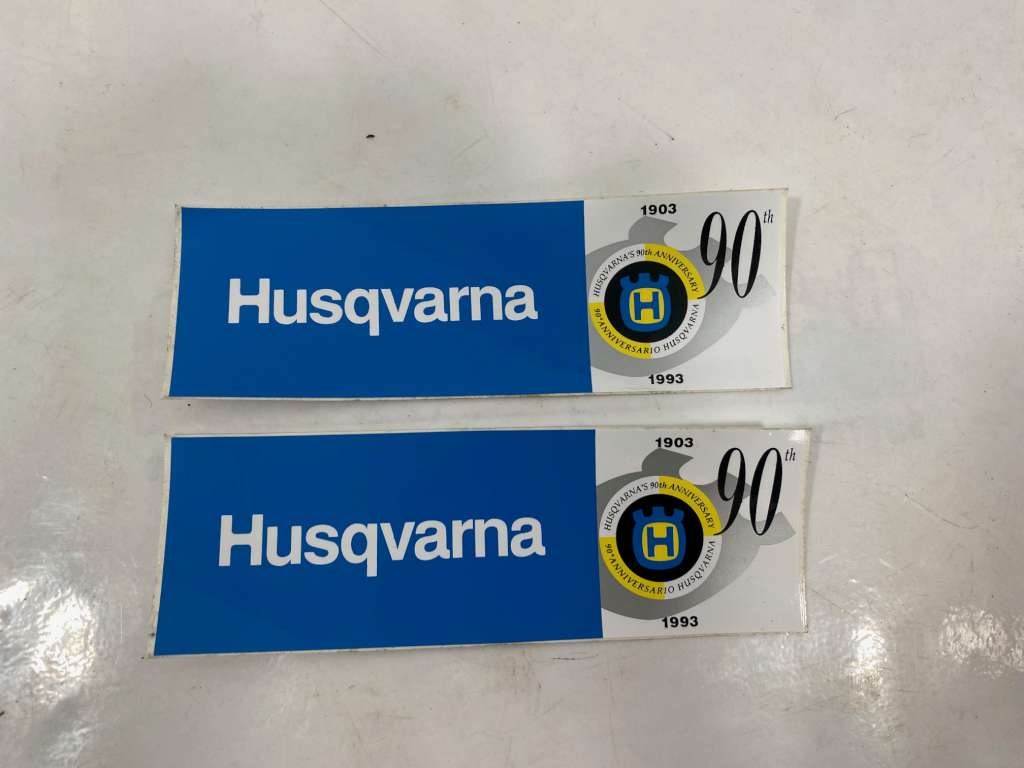 Husqvarna
1903
90th
HUSQVARNA'S 90th ANNIVERSARY
90° ANNIVERSARIO HUSQVARNA
H
1993
Husqvarna
1903
90th
HUSQVARNA'S 90th ANNIVERSARY
90° ANNIVERSARIO HUSQVARNA
H
1993